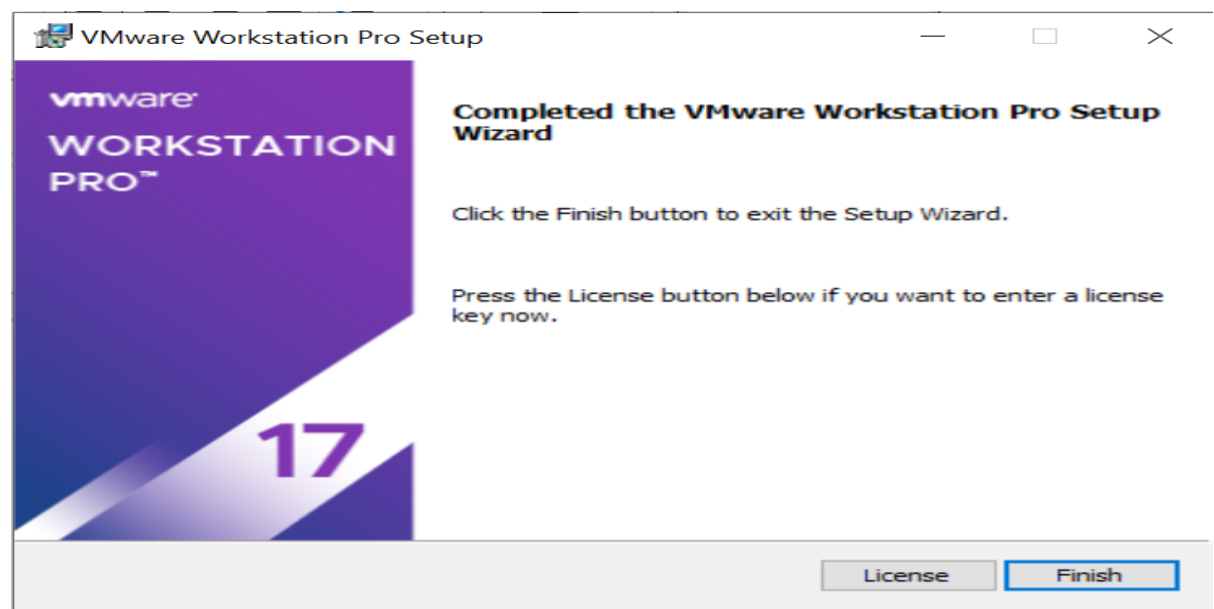 VMware Workstation Pro Setup
vmware
WORKSTATION
PRO™
17
Completed the VMware Workstation Pro Setup
Wizard
Click the Finish button to exit the Setup Wizard.
Press the License button below if you want to enter a license
key now.
License
Finish